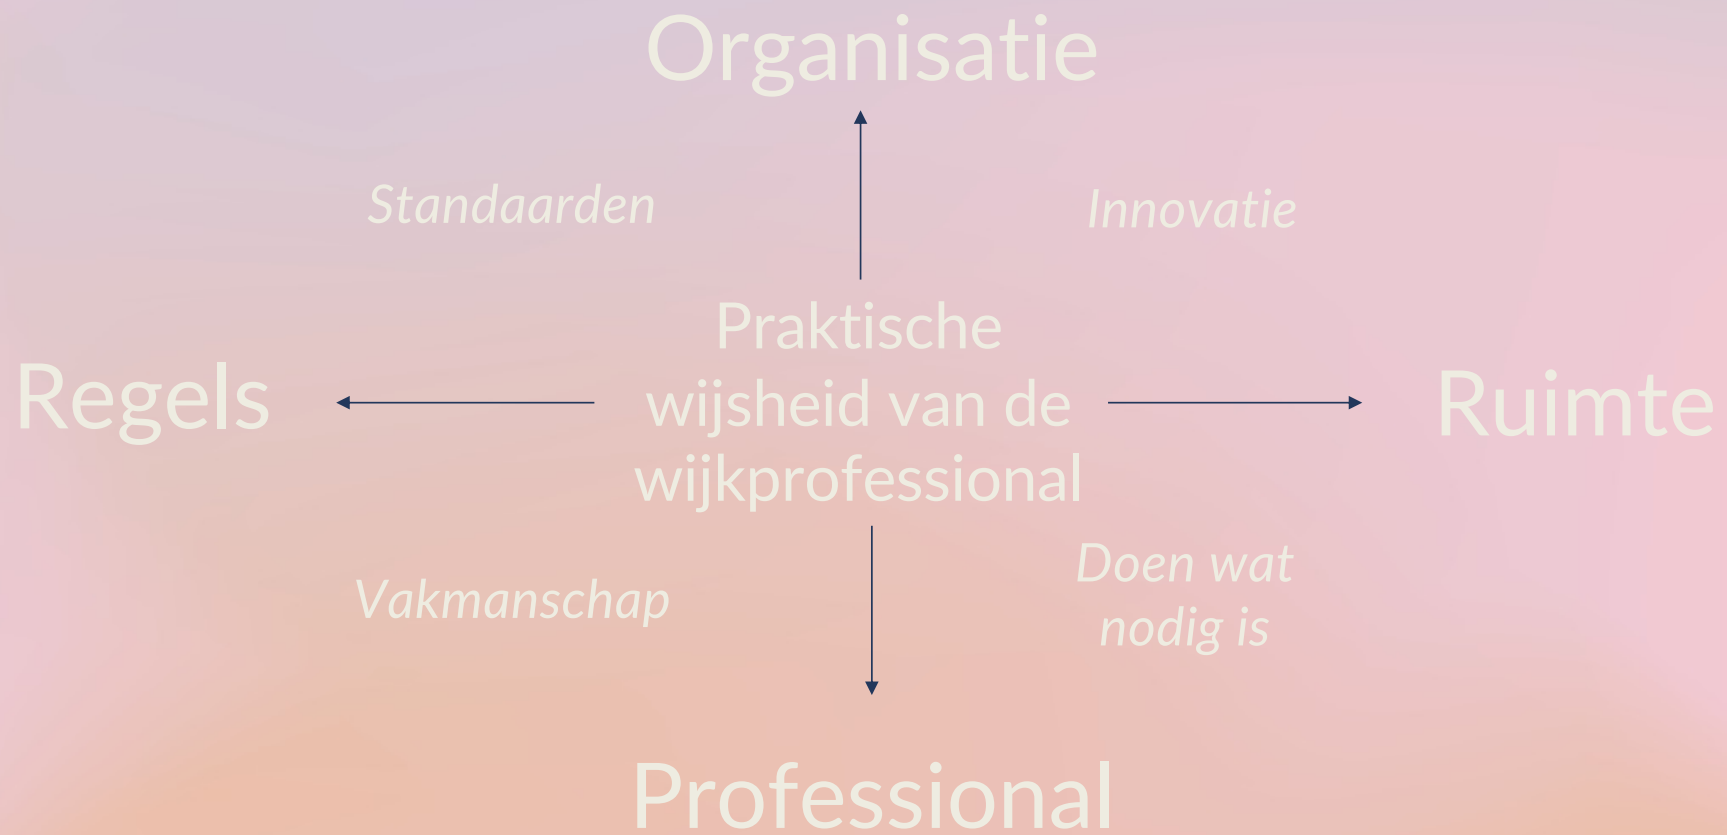 Organisatie
Standaarden
Innovatie
Praktische
wijsheid van de
wijkprofessional
Regels
Ruimte
Vakmanschap
Doen wat
nodig is
Professional